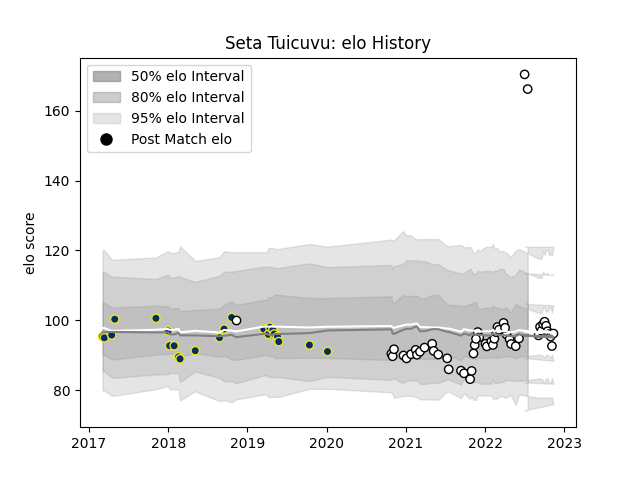 Seta Tuicuvu: elo History
50% elo Interval
80% elo Interval
95% elo Interval
Post Match elo
elo score
160
140
120
100
80
2017 2018 2019 2020 2021 2022 2023